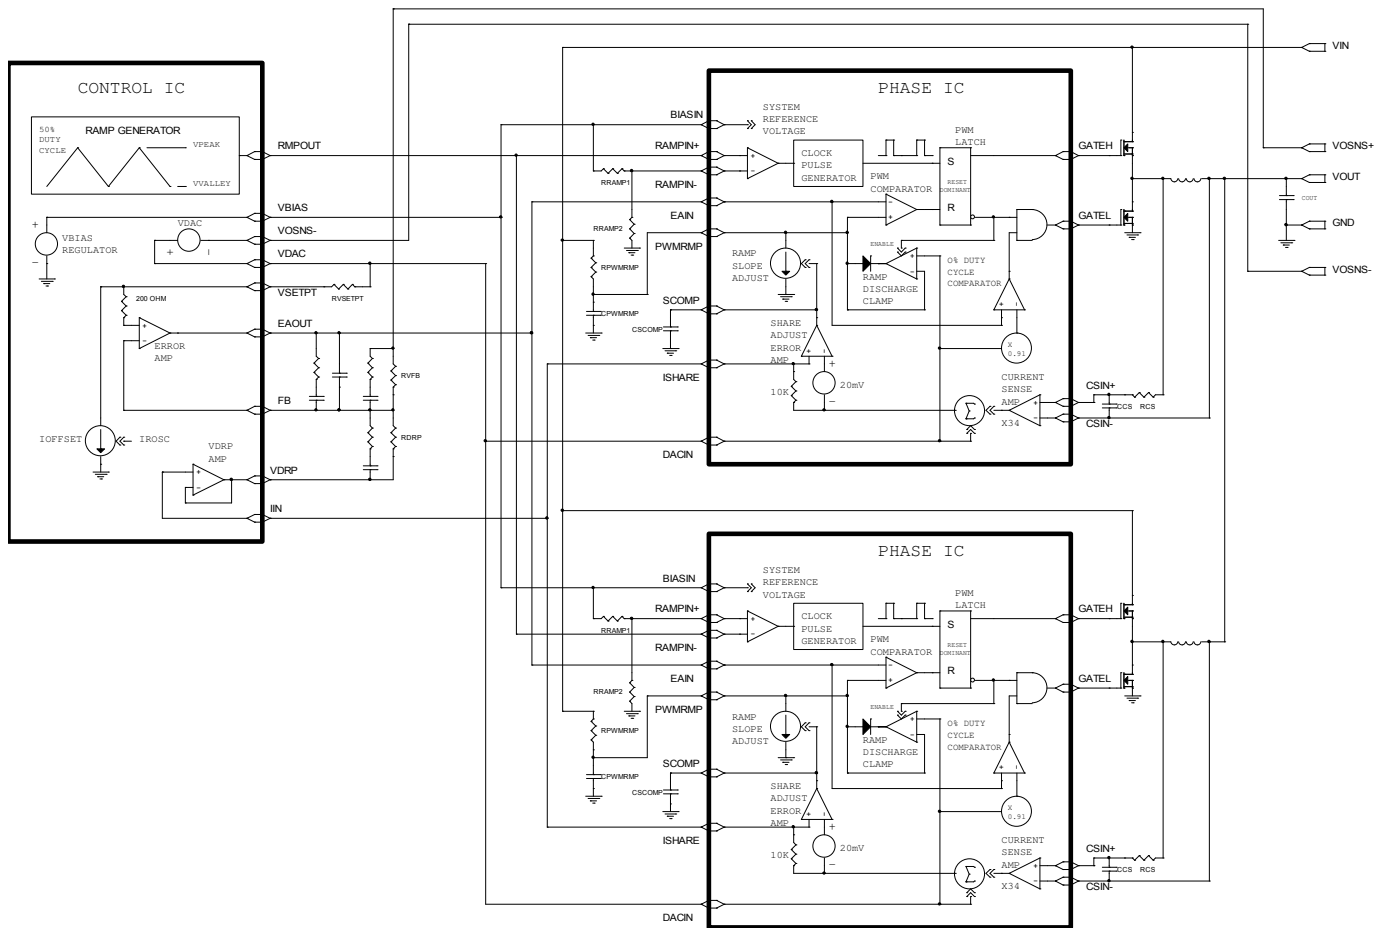 CONTROL IC
50%
DUTY
CYCLE
RAMP GENERATOR
VPEAK
VVALLEY
RMPOUT
VBIAS
VOSNS-
VDAC
VDAC
+
VBIAS
REGULATOR
−
+
−
VSETPT
RVSETPT
200 OHM
EAOUT
+
−
ERROR
AMP
RVFB
FB
IOFFSET
IROSC
RDRP
VDRP
AMP
+
−
VDRP
IIN
PHASE IC
BIASIN
SYSTEM
REFERENCE
VOLTAGE
RAMPIN+
RRAMP1
RAMPIN-
+
−
CLOCK
PULSE
GENERATOR
PWM
LATCH
S
RESET
DOMINANT
R
PWM
COMPARATOR
−
+
GATEH
GATEL
EAIN
RRAMP2
PWMRMP
RPWMRMP
CPWMRMP
RAMP
SLOPE
ADJUST
ENABLE
+
−
RAMP
DISCHARGE
CLAMP
0% DUTY
CYCLE
COMPARATOR
+
−
SCOMP
CSCOMP
SHARE
ADJUST
ERROR
AMP
+
−
X
0.91
ISHARE
10K
+
20mV
−
Σ
CURRENT
SENSE
AMP
X34
+
−
CSIN+
CCS
RCS
CSIN-
DACIN
VIN
VOSNS+
VOUT
COUT
GND
VOSNS-
PHASE IC
BIASIN
SYSTEM
REFERENCE
VOLTAGE
RAMPIN+
RRAMP1
RAMPIN-
+
−
CLOCK
PULSE
GENERATOR
PWM
LATCH
S
RESET
DOMINANT
R
PWM
COMPARATOR
−
+
GATEH
GATEL
EAIN
RRAMP2
PWMRMP
RPWMRMP
CPWMRMP
RAMP
SLOPE
ADJUST
ENABLE
+
−
RAMP
DISCHARGE
CLAMP
0% DUTY
CYCLE
COMPARATOR
+
−
SCOMP
CSCOMP
SHARE
ADJUST
ERROR
AMP
+
−
X
0.91
ISHARE
10K
+
20mV
−
Σ
CURRENT
SENSE
AMP
X34
+
−
CSIN+
CCS
RCS
CSIN-
DACIN